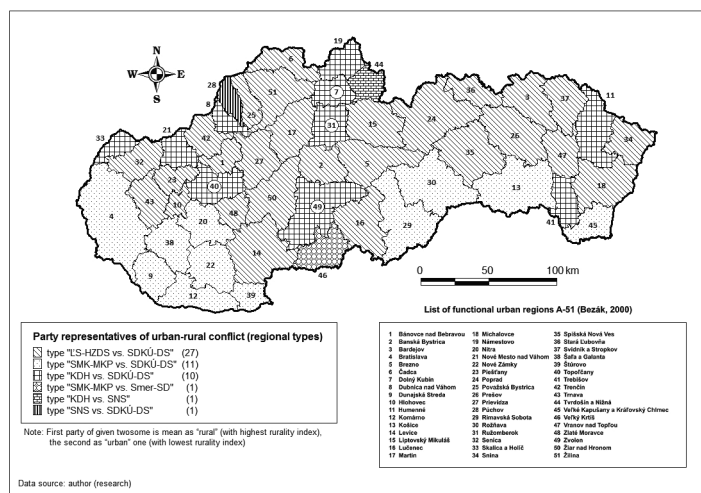 N
W E
S
0 50 100 km
List of functional urban regions A-51 (Bezák, 2000)
Party representatives of urban-rural conflict (regional types)
type "ĽS-HZDS vs. SDKÚ-DS" (27)
type "SMK-MKP vs. SDKÚ-DS" (11)
type "KDH vs. SDKÚ-DS" (10)
type "SMK-MKP vs. Smer-SD" (1)
type "KDH vs. SNS" (1)
type "SNS vs. SDKÚ-DS" (1)
Note: First party of given twosome is mean as "rural" (with highest rurality index),
the second as "urban" one (with lowest rurality index)
1 Bánovce nad Bebravou
2 Banská Bystrica
3 Bardejov
4 Bratislava
5 Brezno
6 Čadca
7 Dolný Kubín
8 Dubnica nad Váhom
9 Dunajská Streda
10 Hlohovec
11 Humenné
12 Komárno
13 Košice
14 Levice
15 Liptovský Mikuláš
16 Lučenec
17 Martin
18 Michalovce
19 Námestovo
20 Nitra
21 Nové Mesto nad Váhom
22 Nové Zámky
23 Piešťany
24 Poprad
25 Považská Bystrica
26 Prešov
27 Prievidza
28 Púchov
29 Rimavská Sobota
30 Rožňava
31 Ružomberok
32 Senica
33 Skalica a Holíč
34 Snina
35 Spišská Nová Ves
36 Stará Ľubovňa
37 Svidník a Stropkov
38 Šaľa a Galanta
39 Štúrovo
40 Topoľčany
41 Trebišov
42 Trenčín
43 Trnava
44 Tvrdošín a Nižná
45 Veľké Kapušany a Kráľovský Chlmec
46 Veľký Krtíš
47 Vranov nad Topľou
48 Zlaté Moravce
49 Zvolen
50 Žiar nad Hronom
51 Žilina
Data source: author (research)